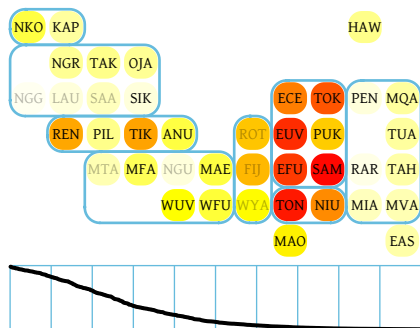 NKO KAP HAW
NGR TAK OJA
NGG LAU SAA SIK ECE TOK PEN MQA
REN PIL TIK ANU ROT EUV PUK TUA
MTA MFA NGU MAE FIJ EFU SAM RAR TAH
WUV WFU WYA TON NIU MIA MVA
MAO EAS